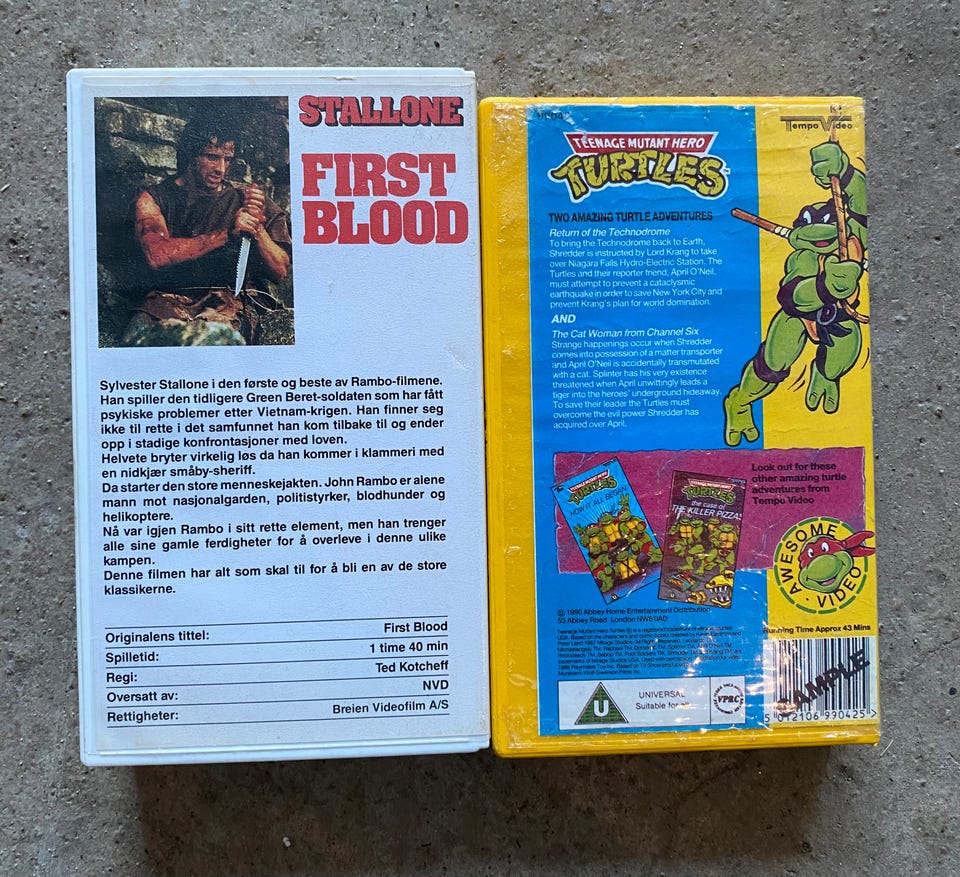 STALLONE
FIRST
BLOOD
Sylvester Stallone i den første og beste av Rambo-filmene.
Han spiller den tidligere Green Beret-soldaten som har fått
psykiske problemer etter Vietnam-krigen. Han finner seg
ikke til rette i det samfunnet han kom tilbake til og ender
opp i stadige konfrontasjoner med loven.
Helvete bryter virkelig løs da han kommer i klammeri med
en nidkjær småby-sheriff.
Da starter den store menneskejakten. John Rambo er alene
mann mot nasjonalgarden, politistyrker, blodhunder og
helikoptere.
Nå var igjen Rambo i sitt rette element, men han trenger
alle sine gamle ferdigheter for å overleve i denne ulike
kampen.
Denne filmen har alt som skal til for å bli en av de store
klassikerne.
Originalens tittel: First Blood
Spilletid: 1 time 40 min
Regi: Ted Kotcheff
Oversatt av: NVD
Rettigheter: Breien Videofilm A/S
Tempo Video
TEENAGE MUTANT HERO
TURTLES
TWO AMAZING TURTLE ADVENTURES
Return of the Technodrome
To bring the Technodrome back to Earth,
Shredder is instructed by Lord Krang to take
over Niagara Falls Hydro-Electric Station. The
Turtles and their reporter friend, April O'Neil,
must attempt to prevent a cataclysmic
earthquake in order to save New York City and
prevent Krang's plan for world domination.
AND
The Cat Woman from Channel Six
Strange happenings occur when Shredder
comes into possession of a matter transporter
and April O'Neil is accidentally transmutated
with a cat. Splinter has his very existence
threatened when April unwittingly leads a
tiger into the heroes' underground hideaway.
To save their leader the Turtles must
overcome the evil power Shredder has
acquired over April.
TEENAGE MUTANT HERO
TURTLES
HOW IT ALL BEGAN
TEENAGE MUTANT HERO
TURTLES
the case of
THE KILLER PIZZAS
Look out for these
other amazing turtle
adventures from
Tempo Video
AWESOME
· VIDEO ·
© 1990 Abbey Home Entertainment Distribution
53 Abbey Road London NW8 0AD
Running Time Approx 43 Mins
U
UNIVERSAL
Suitable for all
VPRC
SAMPLE
5 012106 990425 >